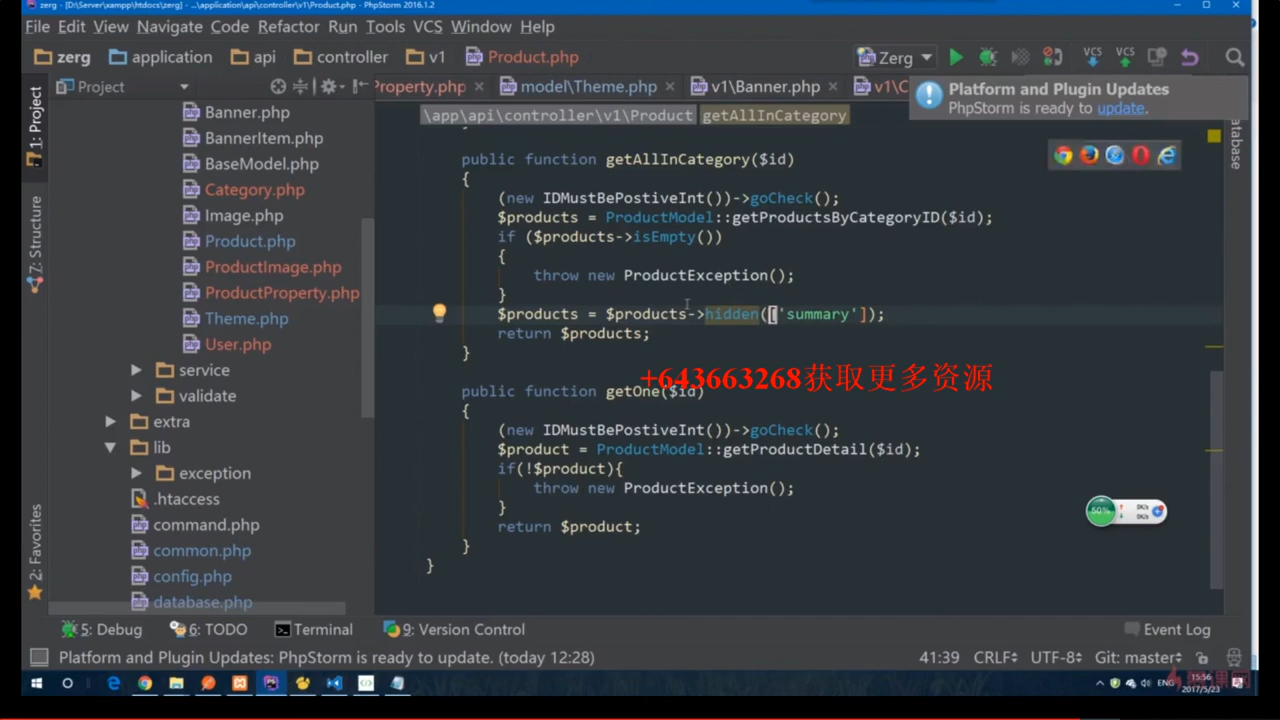 zerg - [D:\Server\xampp\htdocs\zerg] - ...\application\api\controller\v1\Product.php - PhpStorm 2016.1.2
File Edit View Navigate Code Refactor Run Tools VCS Window Help
zerg application api controller v1 Product.php Zerg VCS VCS
Project Property.php model\Theme.php v1\Banner.php v1\C
Platform and Plugin Updates
PhpStorm is ready to update.
\app\api\controller\v1\Product getAllInCategory
1: Project
Z: Structure
2: Favorites
atabase
Banner.php
BannerItem.php
BaseModel.php
Category.php
Image.php
Product.php
ProductImage.php
ProductProperty.php
Theme.php
User.php
service
validate
extra
lib
exception
.htaccess
command.php
common.php
config.php
database.php
}
public function getAllInCategory($id)
{
(new IDMustBePostiveInt())->goCheck();
$products = ProductModel::getProductsByCategoryID($id);
if ($products->isEmpty())
{
throw new ProductException();
}
$products = $products->hidden(['summary']);
return $products;
}
+643663268获取更多资源
public function getOne($id)
{
(new IDMustBePostiveInt())->goCheck();
$product = ProductModel::getProductDetail($id);
if(!$product){
throw new ProductException();
}
return $product;
}
}
50%
0K/s
0K/s
5: Debug 6: TODO Terminal 9: Version Control Event Log
Platform and Plugin Updates: PhpStorm is ready to update. (today 12:28) 41:39 CRLF UTF-8 Git: master
ENG 15:56
2017/5/23